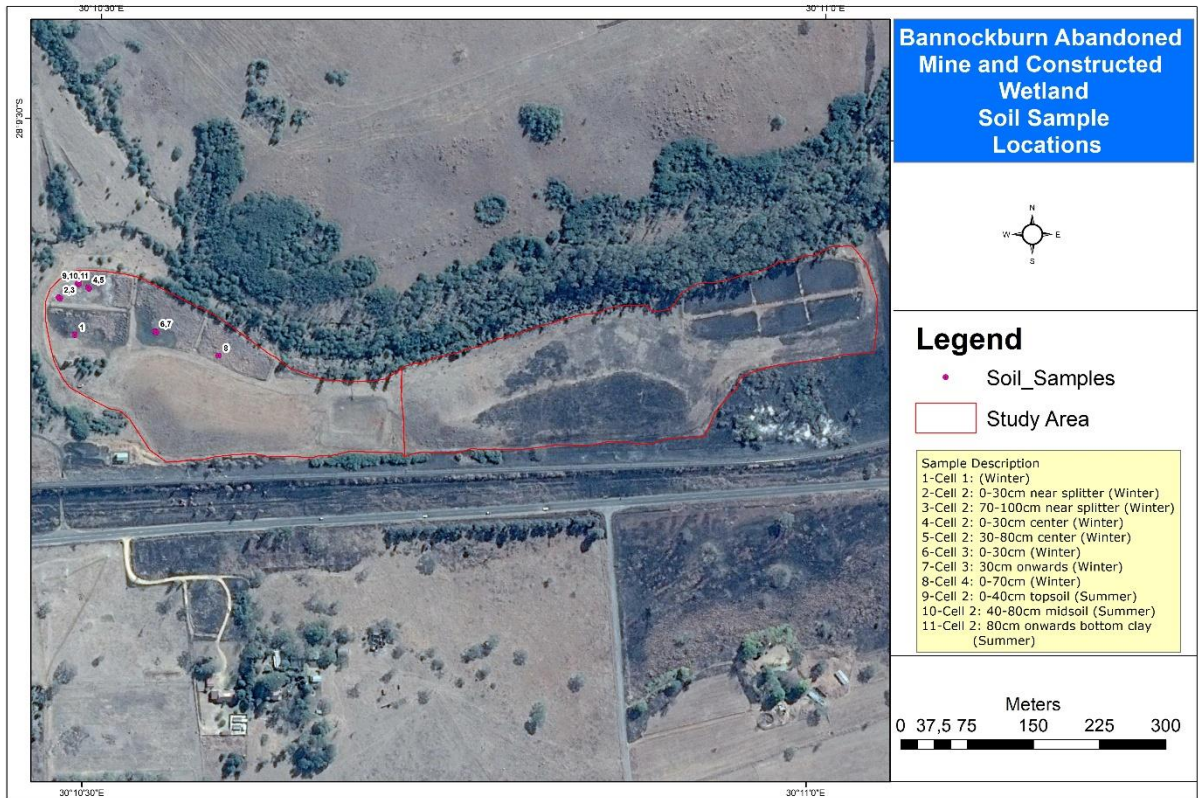 30°10'30"E
30°11'0"E
28°9'30"S
9,10,11
4,5
2,3
1
6,7
8
30°10'30"E
30°11'0"E
Bannockburn Abandoned
Mine and Constructed
Wetland
Soil Sample
Locations
N
W
E
S
Legend
Soil_Samples
Study Area
Sample Description
1-Cell 1: (Winter)
2-Cell 2: 0-30cm near splitter (Winter)
3-Cell 2: 70-100cm near splitter (Winter)
4-Cell 2: 0-30cm center (Winter)
5-Cell 2: 30-80cm center (Winter)
6-Cell 3: 0-30cm (Winter)
7-Cell 3: 30cm onwards (Winter)
8-Cell 4: 0-70cm (Winter)
9-Cell 2: 0-40cm topsoil (Summer)
10-Cell 2: 40-80cm midsoil (Summer)
11-Cell 2: 80cm onwards bottom clay
(Summer)
Meters
0 37,5 75 150 225 300